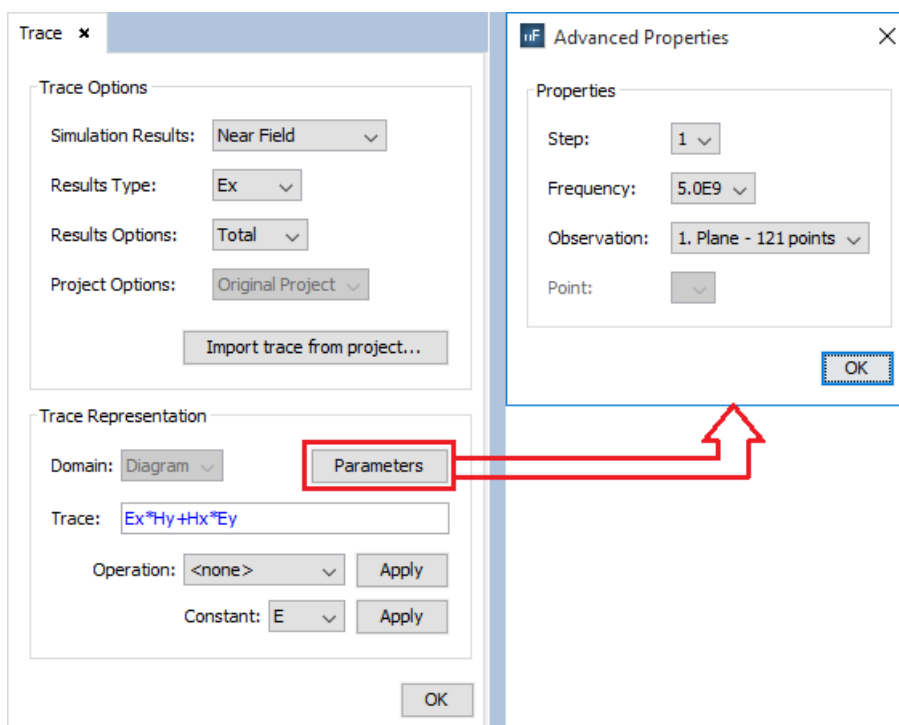 Trace ×
Trace Options
Simulation Results: Near Field
Results Type: Ex
Results Options: Total
Project Options: Original Project
Import trace from project...
Trace Representation
Domain: Diagram Parameters
Trace: Ex*Hy+Hx*Ey
Operation: <none> Apply
Constant: E Apply
OK
nF Advanced Properties
Properties
Step: 1
Frequency: 5.0E9
Observation: 1. Plane - 121 points
Point:
OK